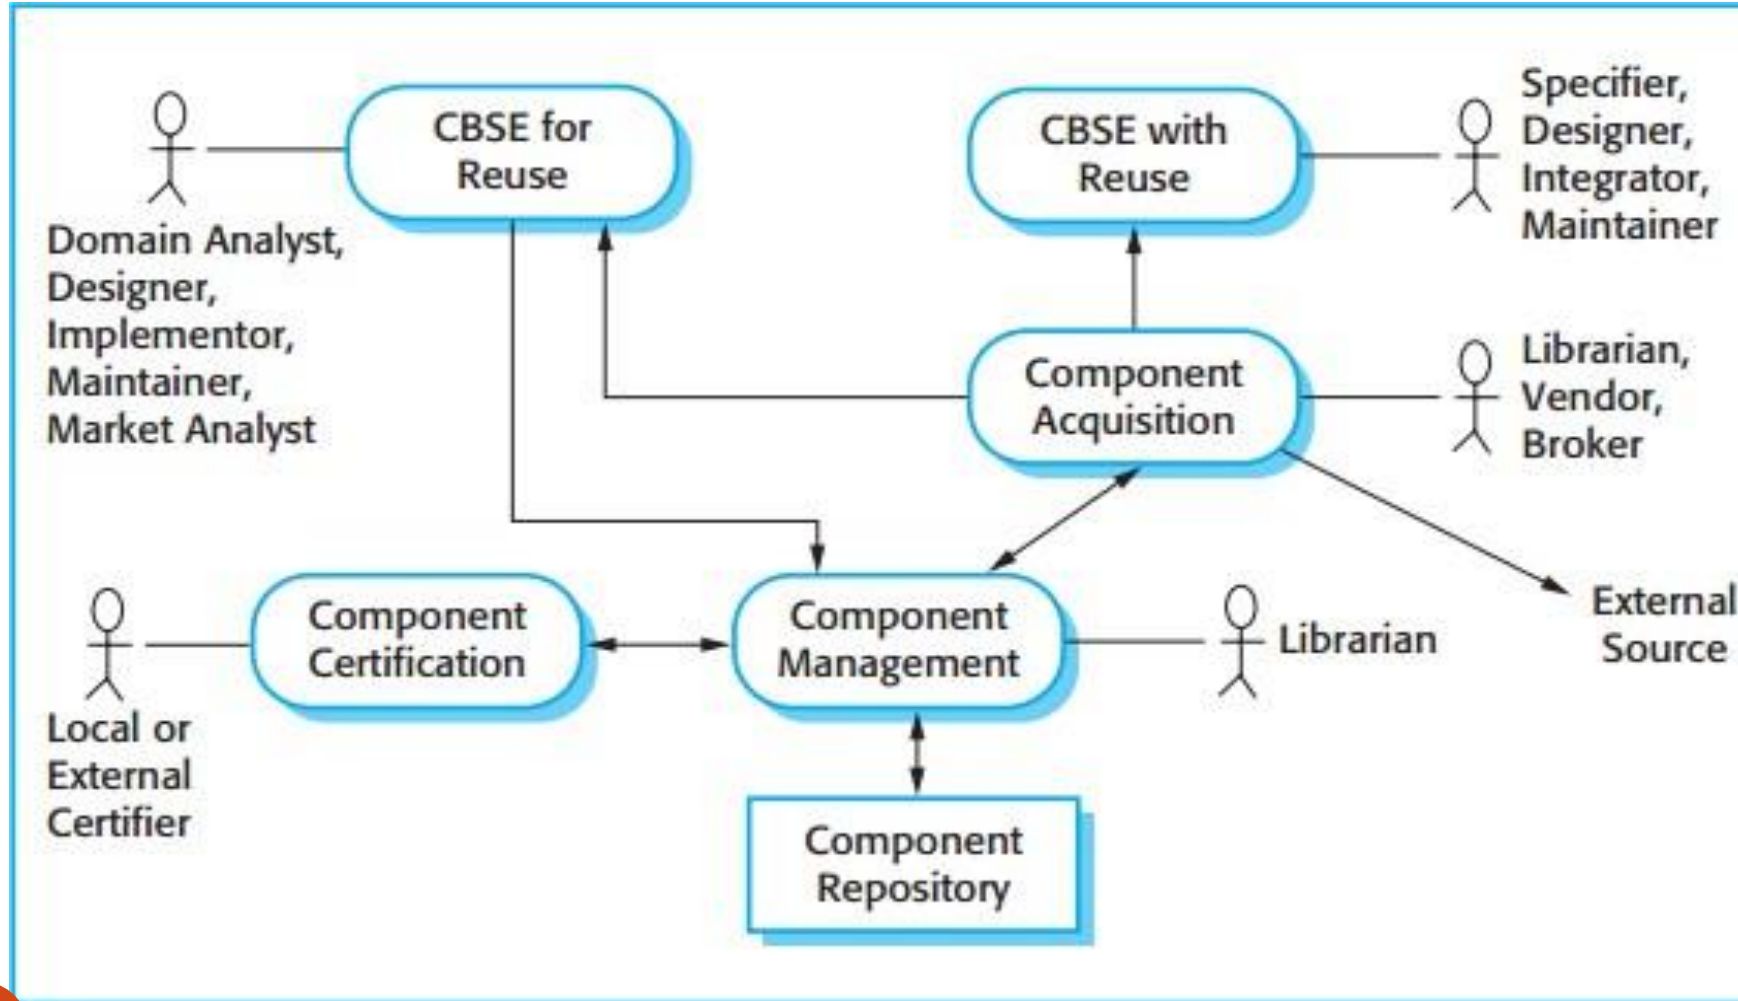 CBSE for
Reuse
CBSE with
Reuse
Specifier,
Designer,
Integrator,
Maintainer
Domain Analyst,
Designer,
Implementor,
Maintainer,
Market Analyst
Component
Acquisition
Librarian,
Vendor,
Broker
Component
Certification
Component
Management
Librarian
External
Source
Local or
External
Certifier
Component
Repository